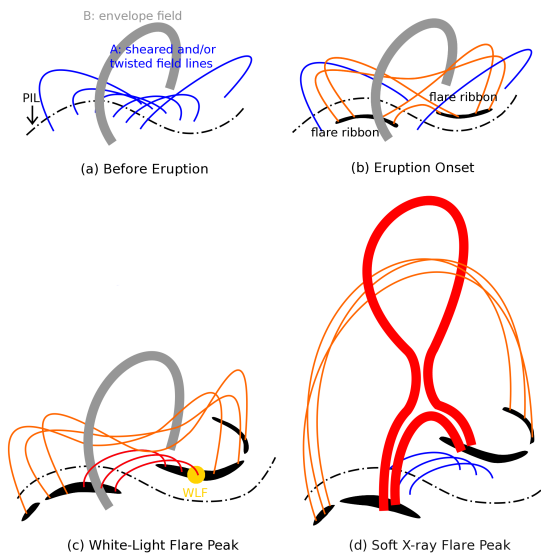 B: envelope field
A: sheared and/or
twisted field lines
PIL
(a) Before Eruption
flare ribbon
flare ribbon
(b) Eruption Onset
WLF
(c) White-Light Flare Peak
(d) Soft X-ray Flare Peak